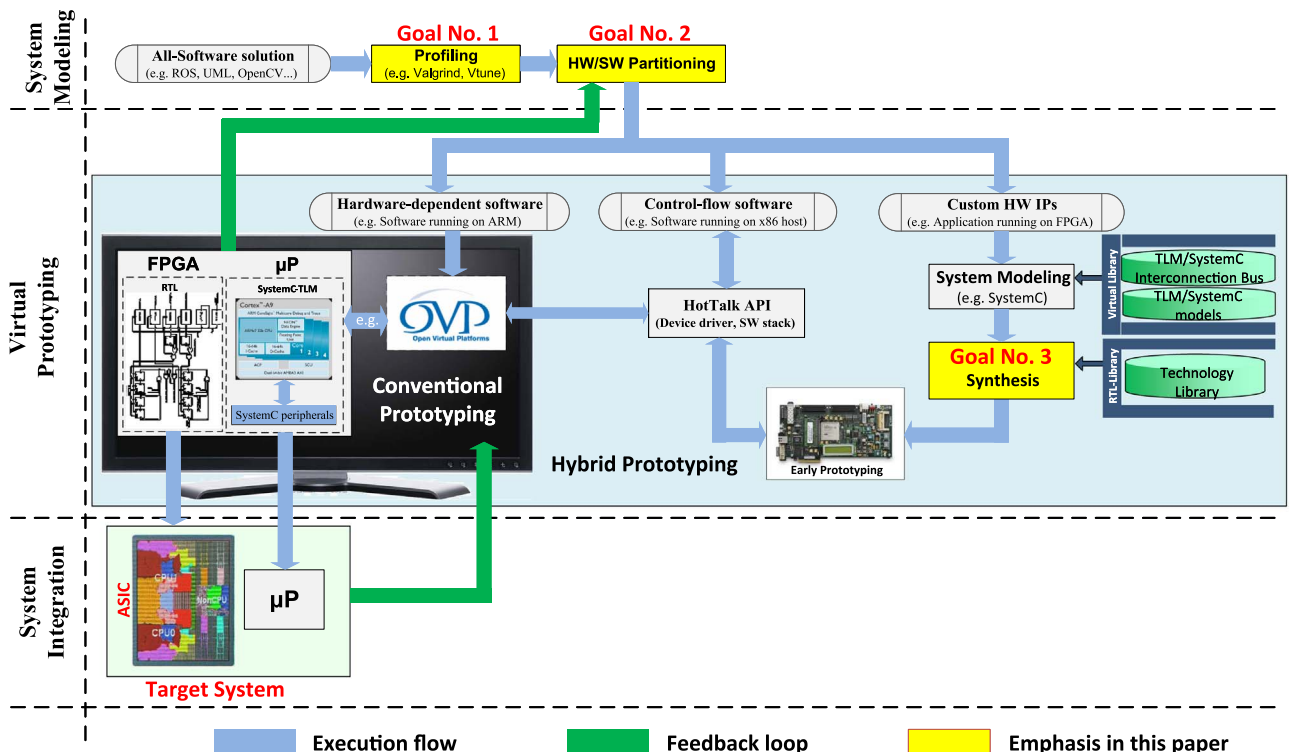 System Modeling
Goal No. 1
Goal No. 2
All-Software solution
(e.g. ROS, UML, OpenCV...)
Profiling
(e.g. Valgrind, Vtune)
HW/SW Partitioning
Virtual Prototyping
Hardware-dependent software
(e.g. Software running on ARM)
Control-flow software
(e.g. Software running on x86 host)
Custom HW IPs
(e.g. Application running on FPGA)
FPGA
µP
RTL
SystemC-TLM
Cortex-A9
e.g.
OVP
Open Virtual Platforms
SystemC peripherals
Conventional
Prototyping
HotTalk API
(Device driver, SW stack)
System Modeling
(e.g. SystemC)
Virtual Library
TLM/SystemC
Interconnection Bus
TLM/SystemC
models
Goal No. 3
Synthesis
RTL-Library
Technology
Library
Hybrid Prototyping
Early Prototyping
System Integration
ASIC
CPU1
CPU0
µP
Target System
Execution flow
Feedback loop
Emphasis in this paper